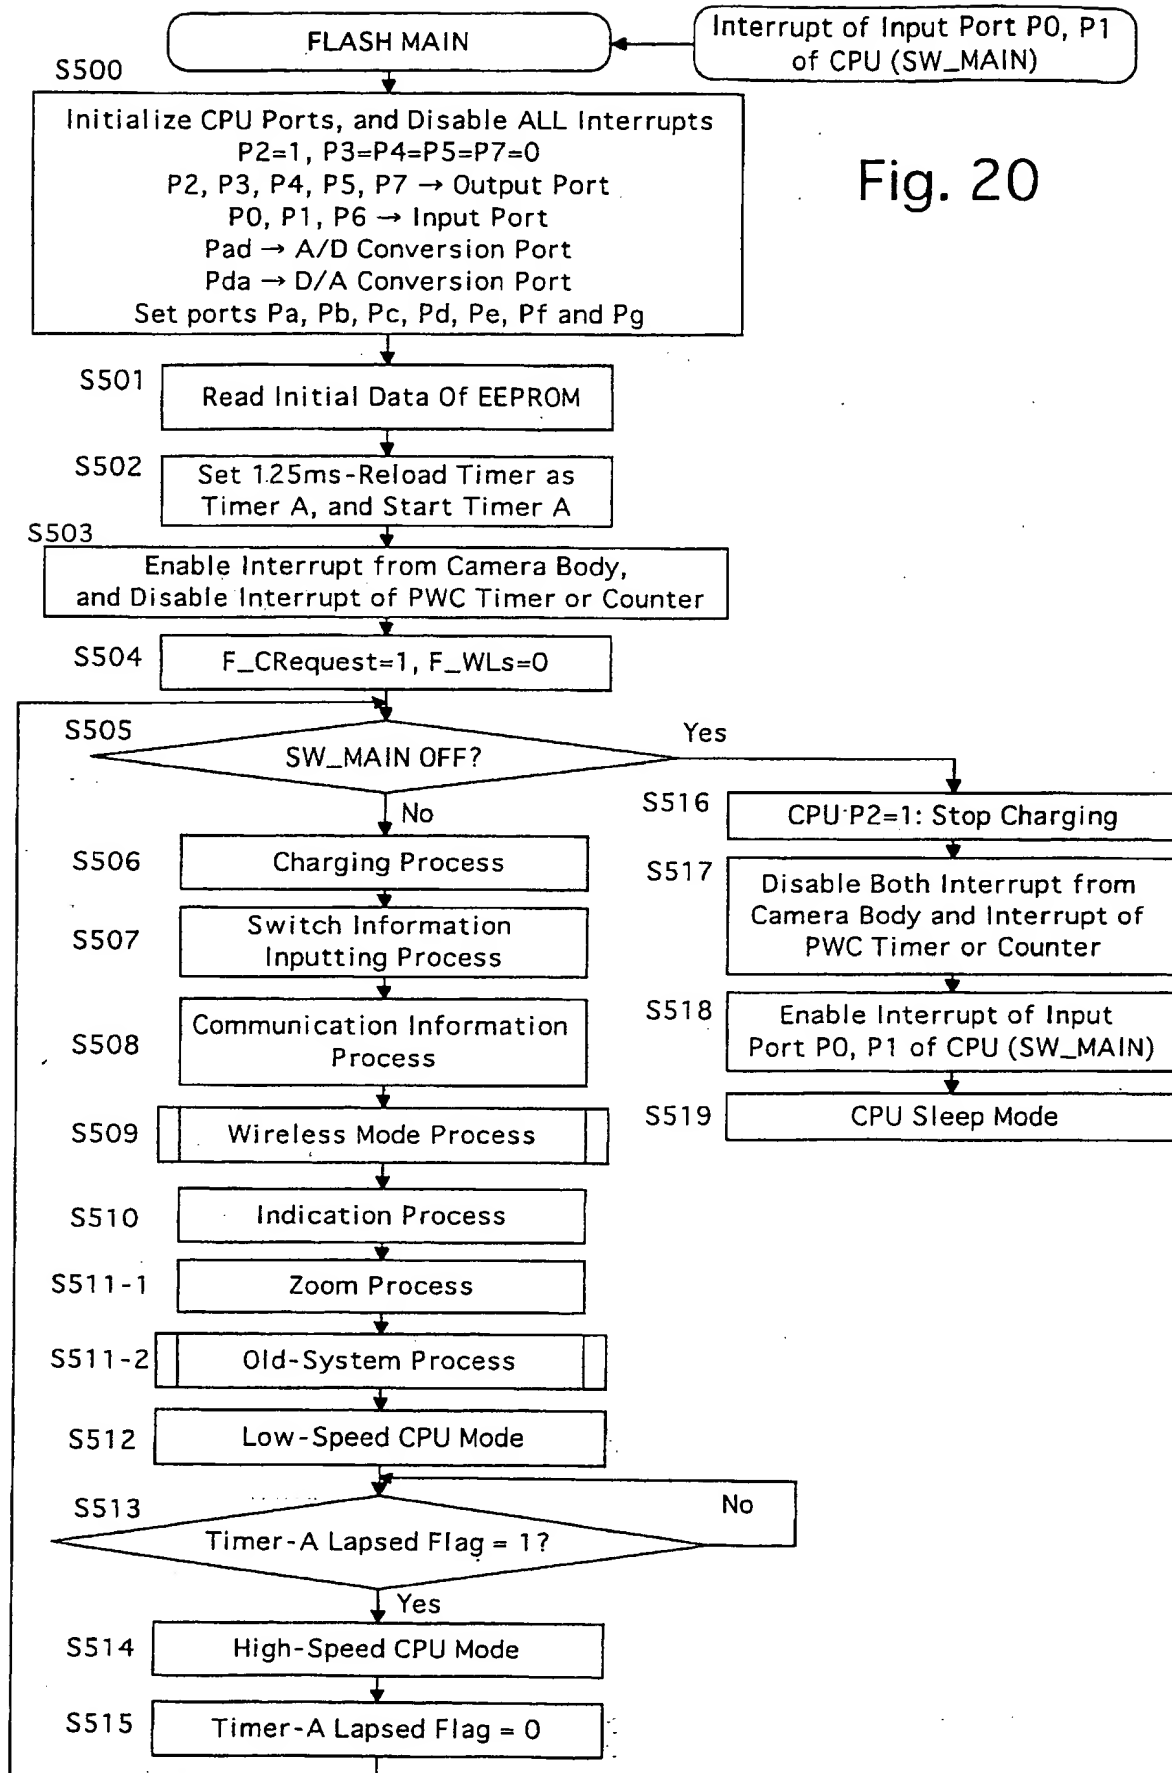 FLASH MAIN
Interrupt of Input Port P0, P1
of CPU (SW_MAIN)
Fig. 20
S500
Initialize CPU Ports, and Disable ALL Interrupts
P2=1, P3=P4=P5=P7=0
P2, P3, P4, P5, P7 → Output Port
P0, P1, P6 → Input Port
Pad → A/D Conversion Port
Pda → D/A Conversion Port
Set ports Pa, Pb, Pc, Pd, Pe, Pf and Pg
S501
Read Initial Data Of EEPROM
S502
Set 125ms-Reload Timer as
Timer A, and Start Timer A
S503
Enable Interrupt from Camera Body,
and Disable Interrupt of PWC Timer or Counter
S504
F_CRequest=1, F_WLs=0
S505
SW_MAIN OFF?
Yes
No
S506
Charging Process
S507
Switch Information
Inputting Process
S508
Communication Information
Process
S509
Wireless Mode Process
S510
Indication Process
S511-1
Zoom Process
S511-2
Old-System Process
S512
Low-Speed CPU Mode
S513
Timer-A Lapsed Flag = 1?
No
Yes
S514
High-Speed CPU Mode
S515
Timer-A Lapsed Flag = 0
S516
CPU P2=1: Stop Charging
S517
Disable Both Interrupt from
Camera Body and Interrupt of
PWC Timer or Counter
S518
Enable Interrupt of Input
Port P0, P1 of CPU (SW_MAIN)
S519
CPU Sleep Mode